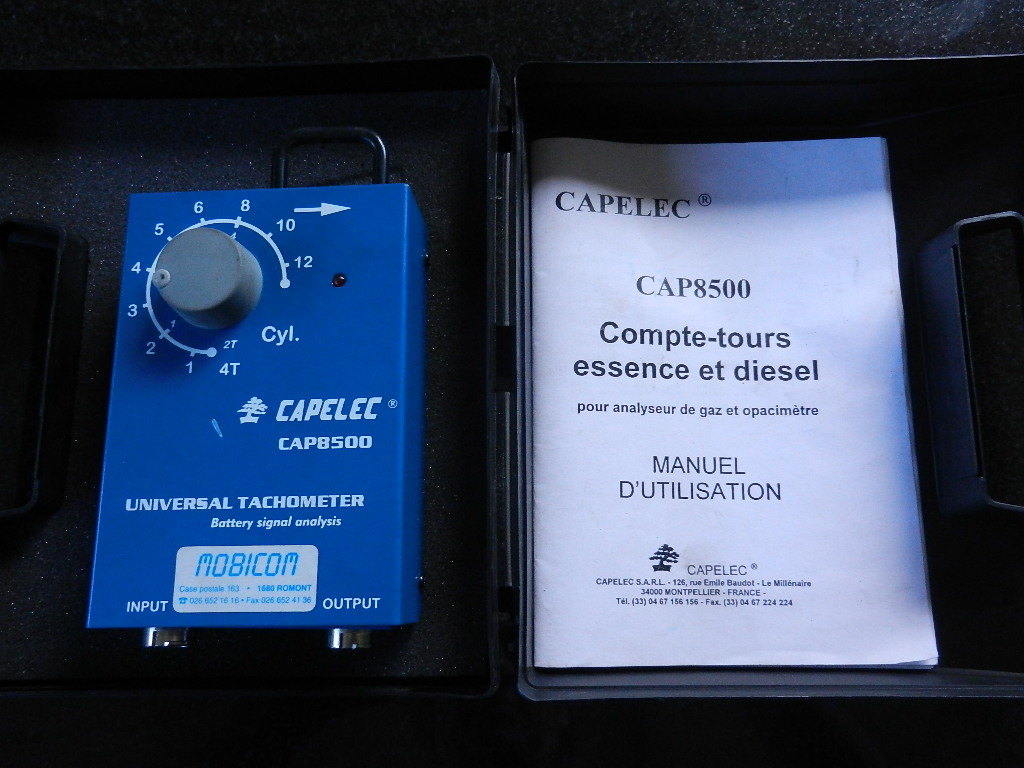 6
8
10
5
12
4
3
2
1
1
2T
4T
Cyl.
CAPELEC ®
CAP8500
UNIVERSAL TACHOMETER
Battery signal analysis
MOBICOM
Case postale 163 • 1680 ROMONT
☎ 026 652 16 16 • Fax 026 652 41 36
INPUT
OUTPUT
CAPELEC ®
CAP8500
Compte-tours
essence et diesel
pour analyseur de gaz et opacimètre
MANUEL
D'UTILISATION
CAPELEC ®
CAPELEC S.A.R.L. - 126, rue Emile Baudot - Le Millénaire
34000 MONTPELLIER - FRANCE -
Tél. (33) 04 67 156 156 - Fax. (33) 04 67 224 224